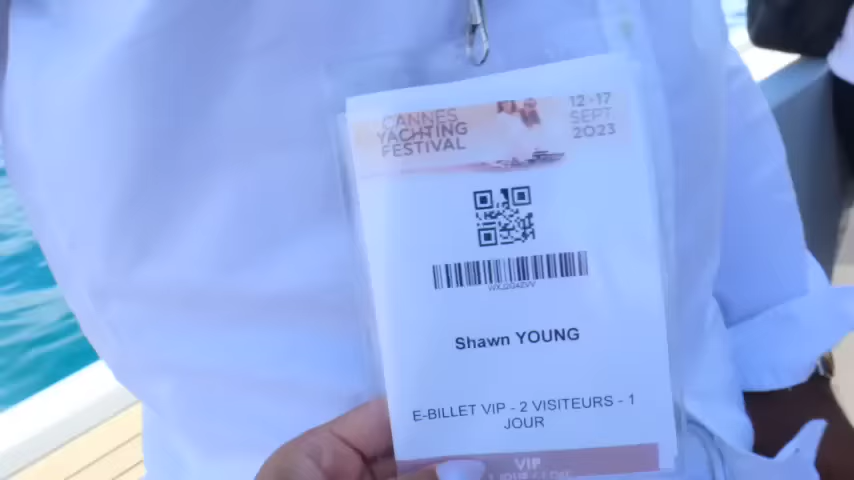 CANNES
YACHTING
FESTIVAL
12-17
SEPT
2023
Shawn YOUNG
E-BILLET VIP - 2 VISITEURS - 1
JOUR
VIP